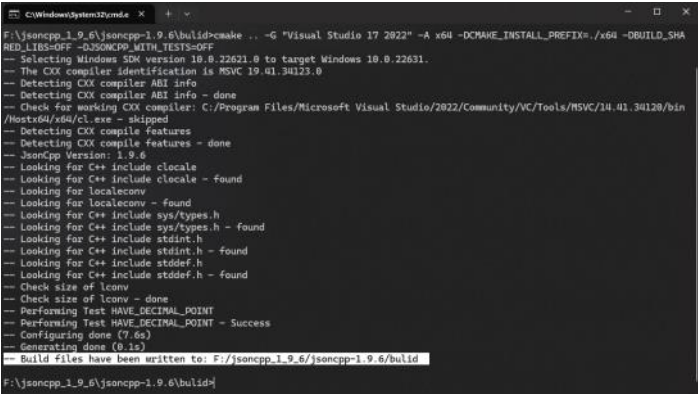 C:\Windows\System32\cmd.e
F:\jsoncpp_1_9_6\jsoncpp-1.9.6\bulid>cmake .. -G "Visual Studio 17 2022" -A x64 -DCMAKE_INSTALL_PREFIX=./x64 -DBUILD_SHA
RED_LIBS=OFF -DJSONCPP_WITH_TESTS=OFF
-- Selecting Windows SDK version 10.0.22621.0 to target Windows 10.0.22631.
-- The CXX compiler identification is MSVC 19.41.34123.0
-- Detecting CXX compiler ABI info
-- Detecting CXX compiler ABI info - done
-- Check for working CXX compiler: C:/Program Files/Microsoft Visual Studio/2022/Community/VC/Tools/MSVC/14.41.34120/bin
/Hostx64/x64/cl.exe - skipped
-- Detecting CXX compile features
-- Detecting CXX compile features - done
-- JsonCpp Version: 1.9.6
-- Looking for C++ include clocale
-- Looking for C++ include clocale - found
-- Looking for localeconv
-- Looking for localeconv - found
-- Looking for C++ include sys/types.h
-- Looking for C++ include sys/types.h - found
-- Looking for C++ include stdint.h
-- Looking for C++ include stdint.h - found
-- Looking for C++ include stddef.h
-- Looking for C++ include stddef.h - found
-- Check size of lconv
-- Check size of lconv - done
-- Performing Test HAVE_DECIMAL_POINT
-- Performing Test HAVE_DECIMAL_POINT - Success
-- Configuring done (7.6s)
-- Generating done (0.1s)
-- Build files have been written to: F:/jsoncpp_1_9_6/jsoncpp-1.9.6/bulid
F:\jsoncpp_1_9_6\jsoncpp-1.9.6\bulid>